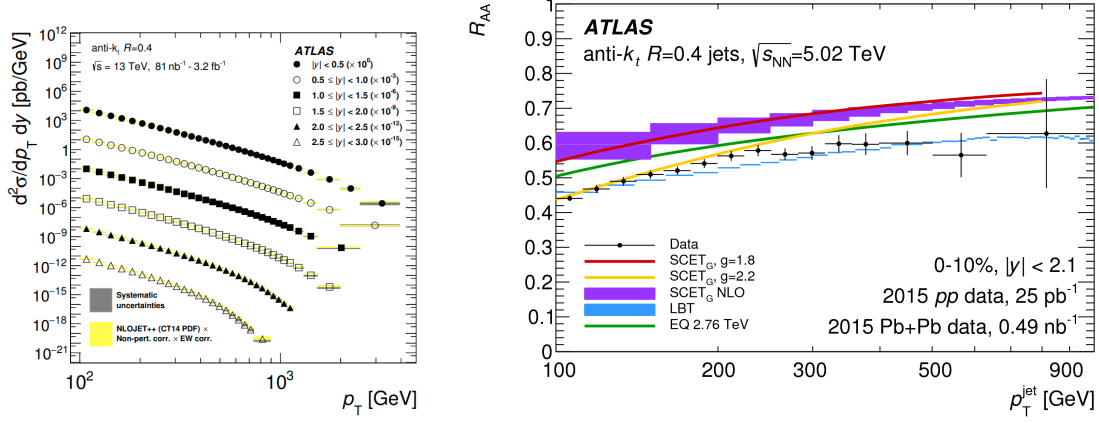 d²σ/dp_T dy [pb/GeV]
10¹²
10⁹
10⁶
10³
1
10⁻³
10⁻⁶
10⁻⁹
10⁻¹²
10⁻¹⁵
10⁻¹⁸
10⁻²¹
anti-kₜ R=0.4
√s = 13 TeV, 81 nb⁻¹ - 3.2 fb⁻¹
ATLAS
|y| < 0.5 (× 10⁰)
0.5 ≤ |y| < 1.0 (× 10⁻³)
1.0 ≤ |y| < 1.5 (× 10⁻⁶)
1.5 ≤ |y| < 2.0 (× 10⁻⁹)
2.0 ≤ |y| < 2.5 (× 10⁻¹²)
2.5 ≤ |y| < 3.0 (× 10⁻¹⁵)
Systematic
uncertainties
NLOJET++ (CT14 PDF) ×
Non-pert. corr. × EW corr.
10² 10³
p_T [GeV]
R_AA
1
0.9
0.8
0.7
0.6
0.5
0.4
0.3
0.2
0.1
0
ATLAS
anti-kₜ R=0.4 jets, √s_NN = 5.02 TeV
Data
SCET_G, g=1.8
SCET_G, g=2.2
SCET_G NLO
LBT
EQ 2.76 TeV
0-10%, |y| < 2.1
2015 pp data, 25 pb⁻¹
2015 Pb+Pb data, 0.49 nb⁻¹
100 200 300 500 900
p_T^jet [GeV]